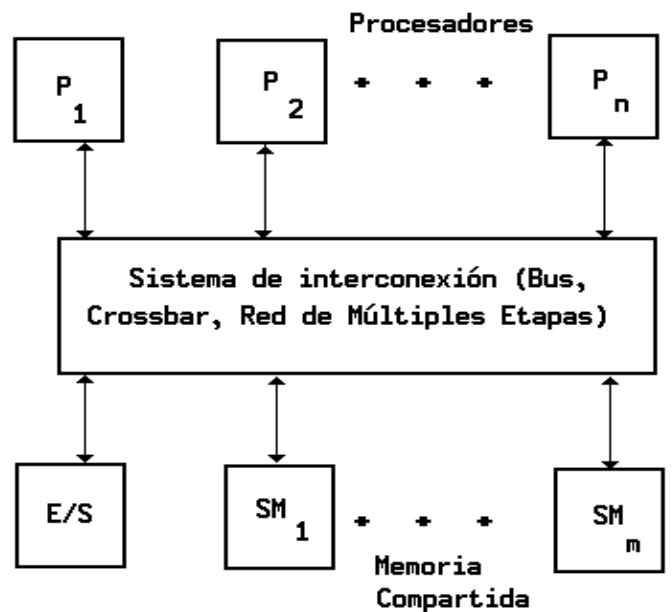 Procesadores
P1
P2
Pn
Sistema de interconexión (Bus,
Crossbar, Red de Múltiples Etapas)
E/S
SM1
SMm
Memoria
Compartida